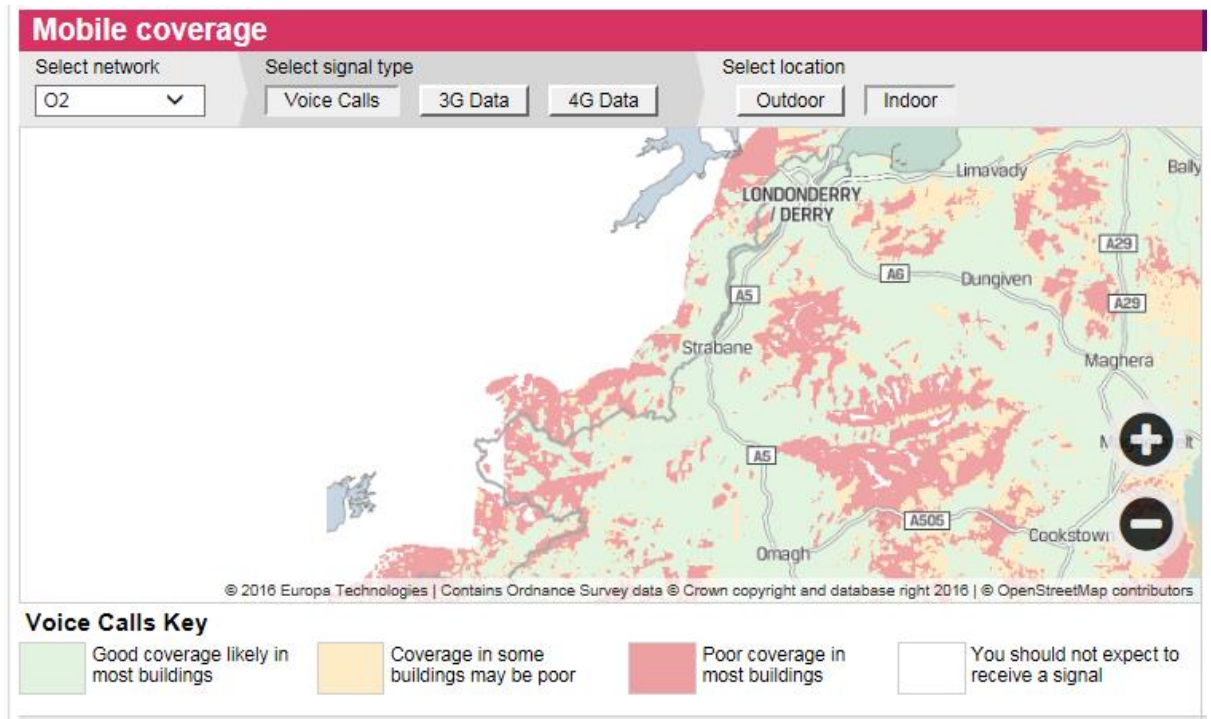 Mobile coverage
Select network
Select signal type
Select location
O2
Voice Calls
3G Data
4G Data
Outdoor
Indoor
Limavady
Bally
LONDONDERRY
/ DERRY
A29
A6
Dungiven
A5
A29
Strabane
Maghera
A5
A505
Cookstown
Omagh
© 2016 Europa Technologies | Contains Ordnance Survey data © Crown copyright and database right 2016 | © OpenStreetMap contributors
Voice Calls Key
Good coverage likely in
most buildings
Coverage in some
buildings may be poor
Poor coverage in
most buildings
You should not expect to
receive a signal